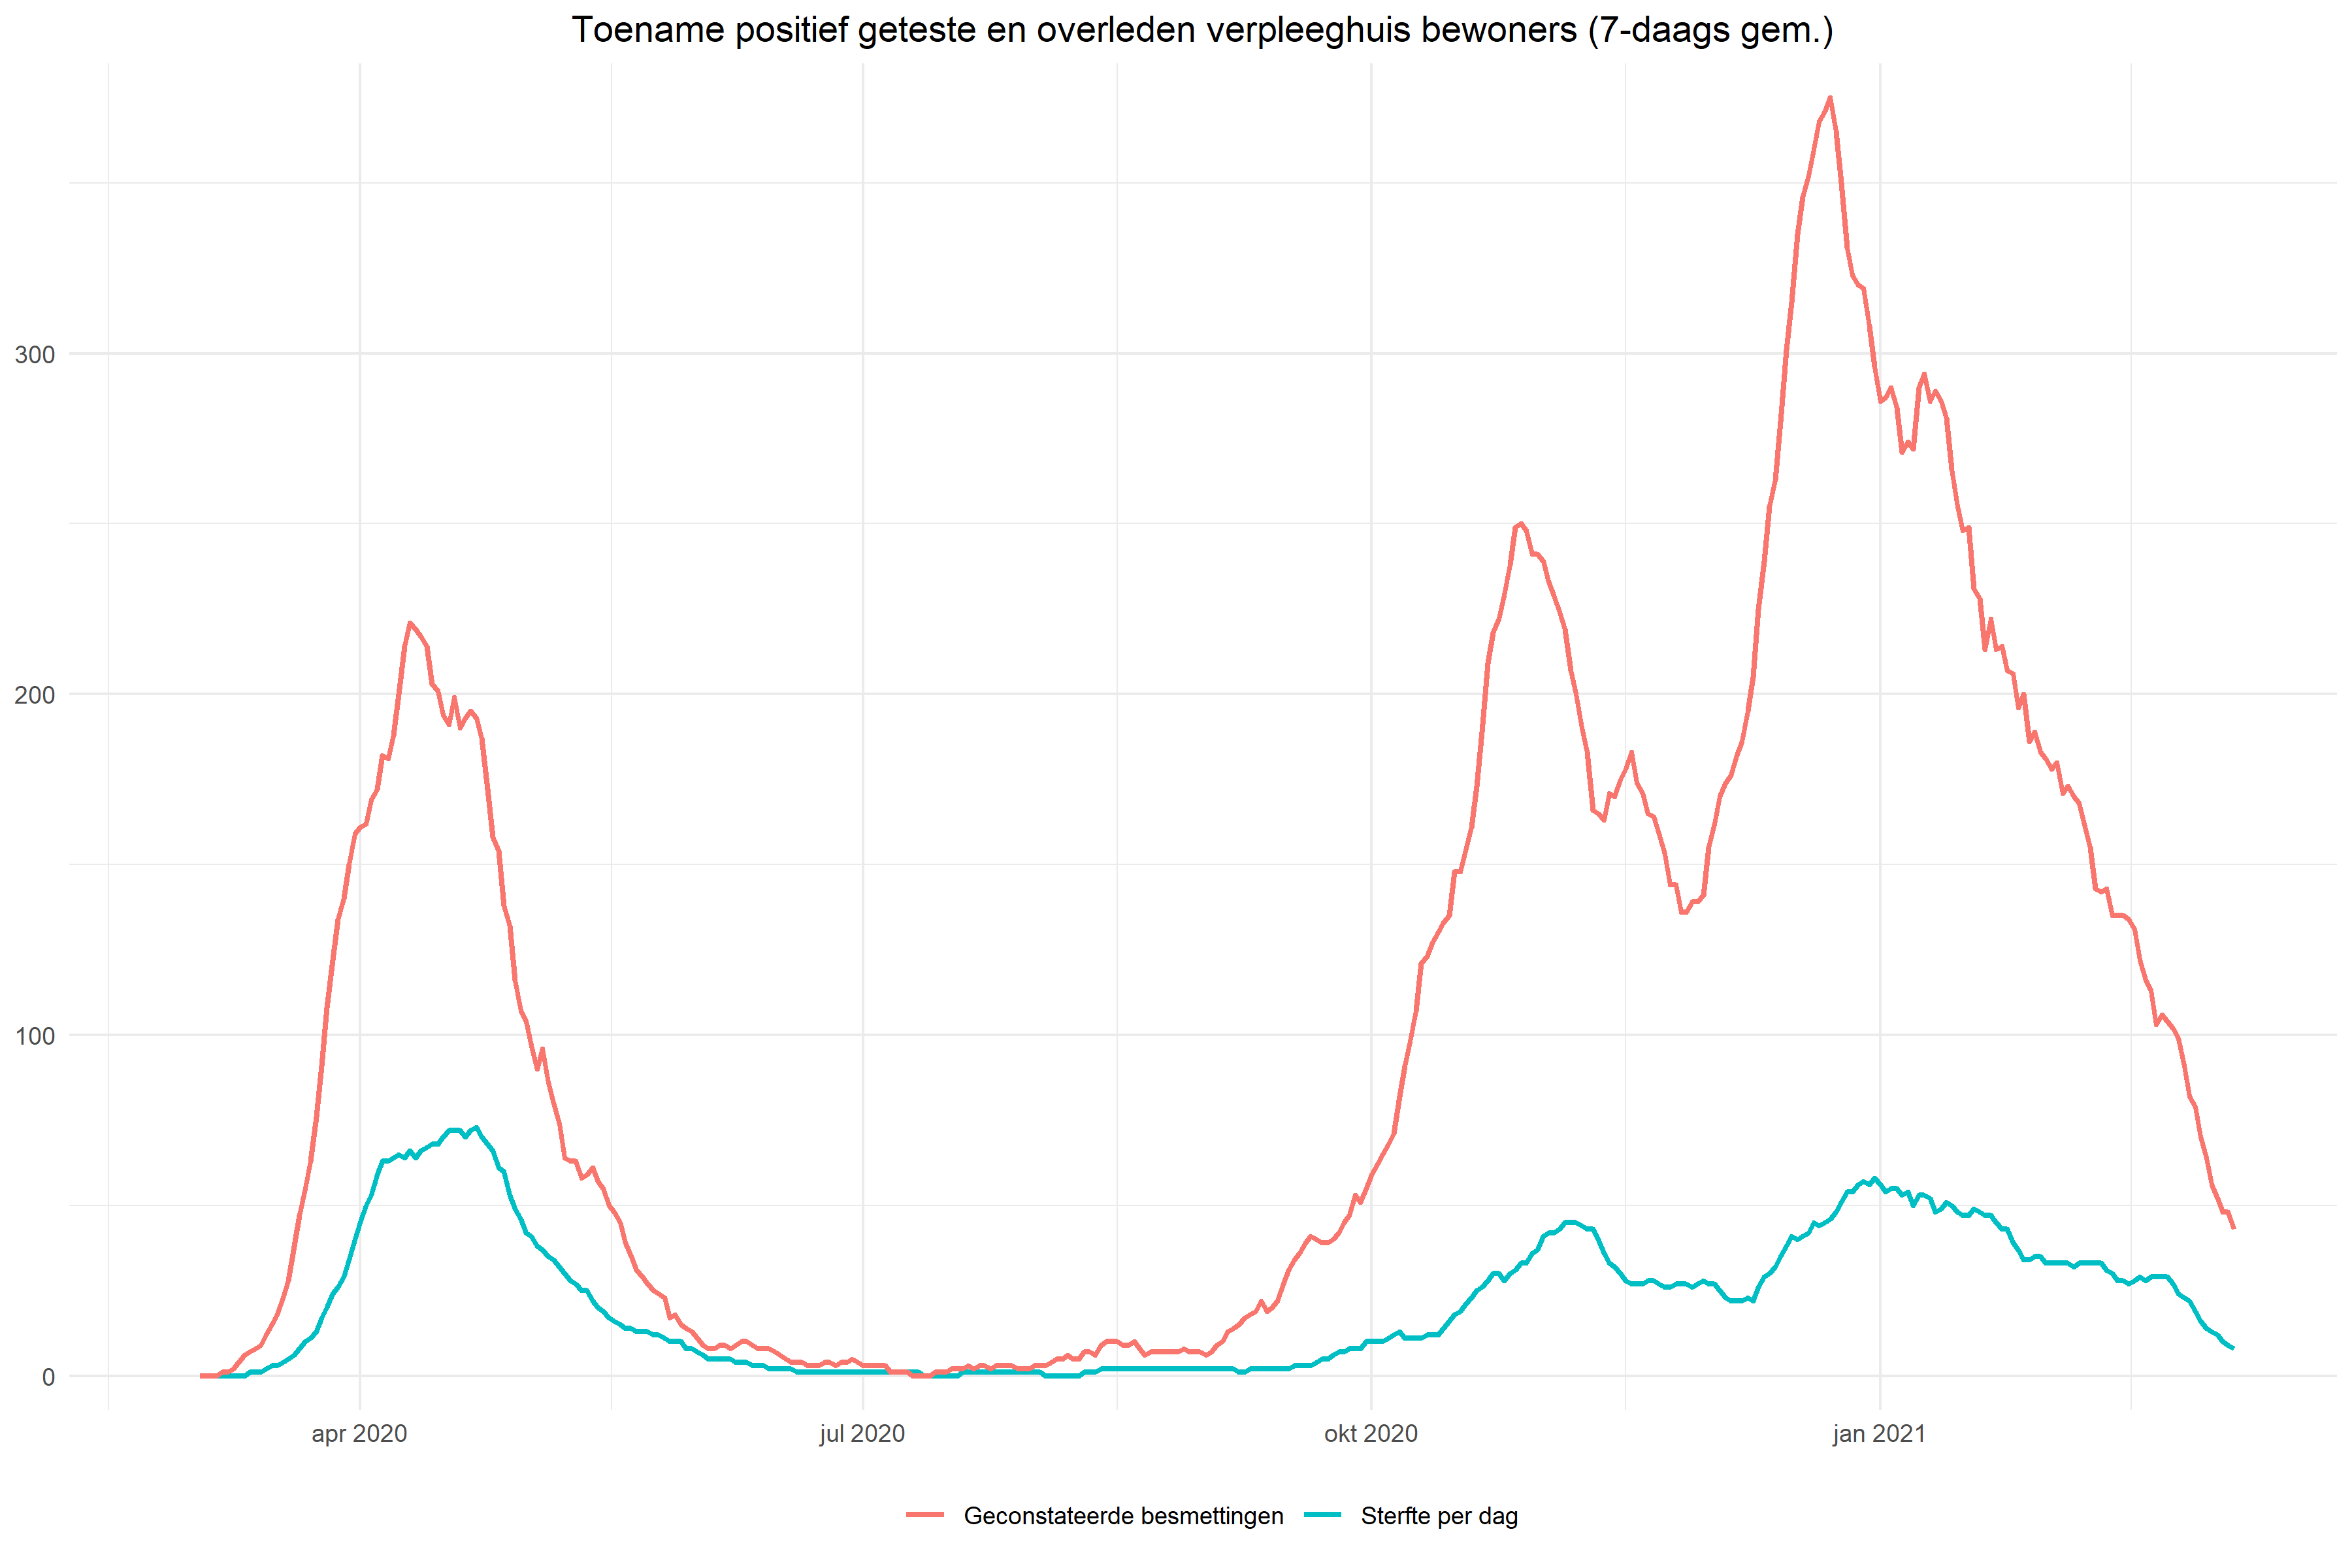 Toename positief geteste en overleden verpleeghuis bewoners (7-daags gem.)
300
200
100
0
apr 2020 jul 2020 okt 2020 jan 2021
Geconstateerde besmettingen Sterfte per dag